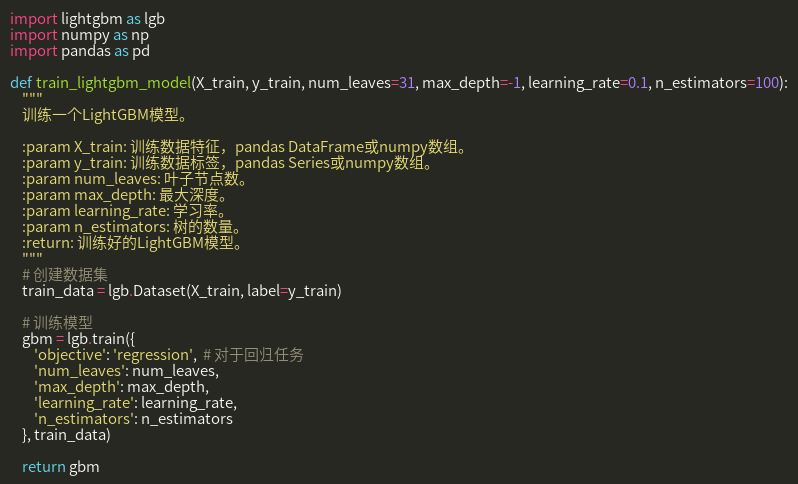 import lightgbm as lgb
import numpy as np
import pandas as pd

def train_lightgbm_model(X_train, y_train, num_leaves=31, max_depth=-1, learning_rate=0.1, n_estimators=100):
    """
    训练一个LightGBM模型。

    :param X_train: 训练数据特征，pandas DataFrame或numpy数组。
    :param y_train: 训练数据标签，pandas Series或numpy数组。
    :param num_leaves: 叶子节点数。
    :param max_depth: 最大深度。
    :param learning_rate: 学习率。
    :param n_estimators: 树的数量。
    :return: 训练好的LightGBM模型。
    """
    # 创建数据集
    train_data = lgb.Dataset(X_train, label=y_train)

    # 训练模型
    gbm = lgb.train({
        'objective': 'regression',  # 对于回归任务
        'num_leaves': num_leaves,
        'max_depth': max_depth,
        'learning_rate': learning_rate,
        'n_estimators': n_estimators
    }, train_data)

    return gbm